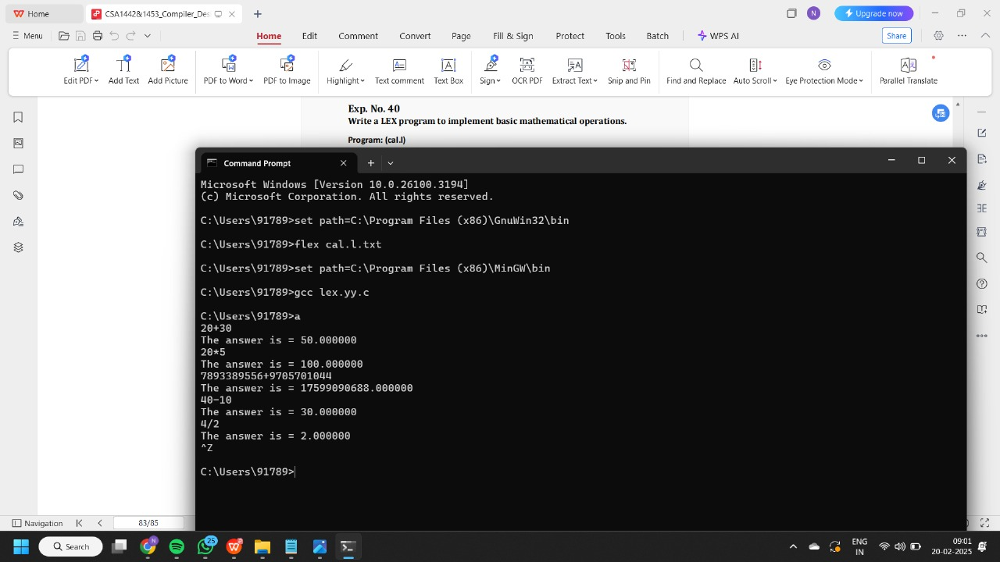 Home
CSA1442&1453_Compiler_Des
N
Upgrade now
Menu
Home Edit Comment Convert Page Fill & Sign Protect Tools Batch WPS AI
Share
Edit PDF Add Text Add Picture PDF to Word PDF to Image Highlight Text comment Text Box Sign OCR PDF Extract Text Snip and Pin Find and Replace Auto Scroll Eye Protection Mode Parallel Translate
Exp. No. 40
Write a LEX program to implement basic mathematical operations.
Program: (cal.l)
Command Prompt
Microsoft Windows [Version 10.0.26100.3194]
(c) Microsoft Corporation. All rights reserved.
C:\Users\91789>set path=C:\Program Files (x86)\GnuWin32\bin
C:\Users\91789>flex cal.l.txt
C:\Users\91789>set path=C:\Program Files (x86)\MinGW\bin
C:\Users\91789>gcc lex.yy.c
C:\Users\91789>a
20+30
The answer is = 50.000000
20*5
The answer is = 100.000000
7893389556+9705701044
The answer is = 17599090688.000000
40-10
The answer is = 30.000000
4/2
The answer is = 2.000000
^Z
C:\Users\91789>
Navigation 83/85
Search
N
25
ENG
IN
09:01
20-02-2025